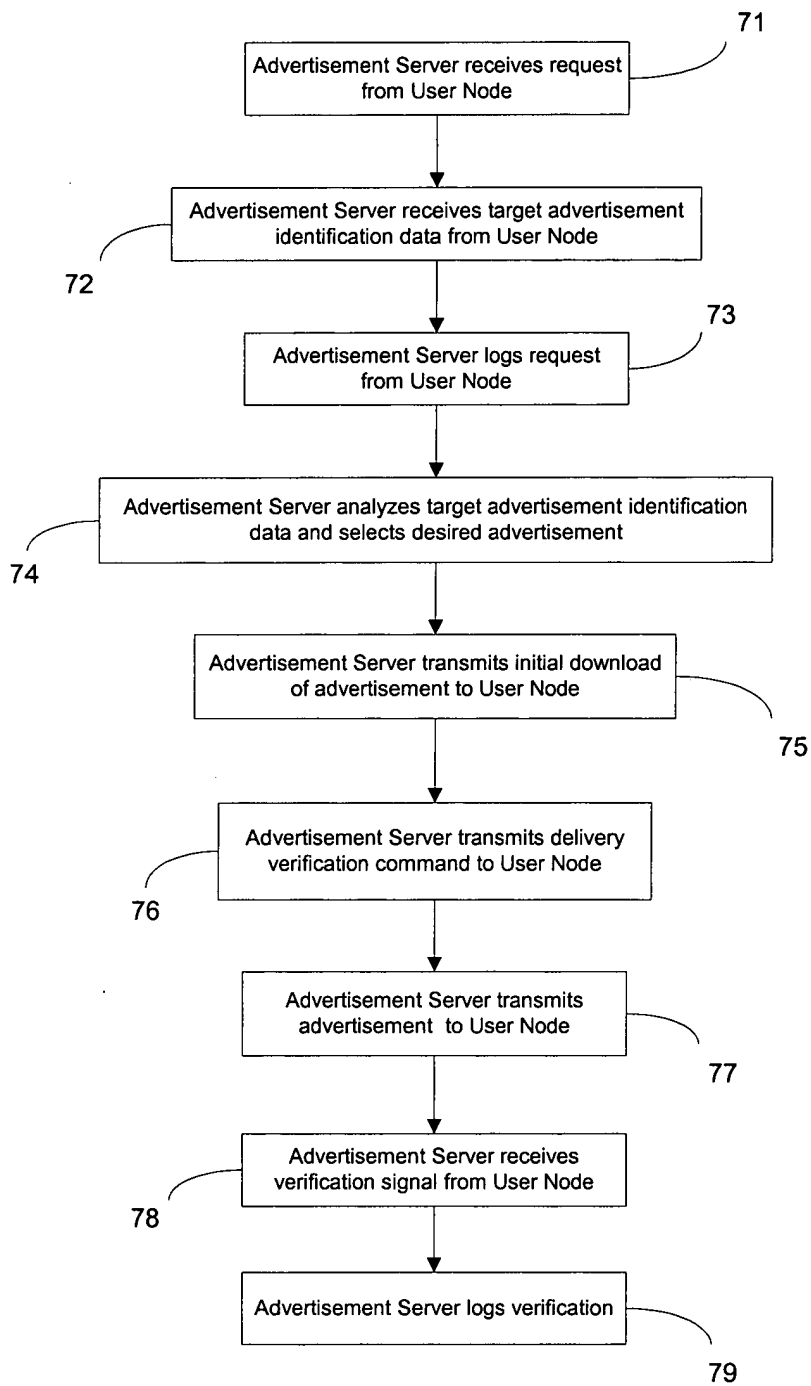 71
Advertisement Server receives request
from User Node
Advertisement Server receives target advertisement
identification data from User Node
72
73
Advertisement Server logs request
from User Node
Advertisement Server analyzes target advertisement identification
data and selects desired advertisement
74
Advertisement Server transmits initial download
of advertisement to User Node
75
Advertisement Server transmits delivery
verification command to User Node
76
Advertisement Server transmits
advertisement to User Node
77
Advertisement Server receives
verification signal from User Node
78
Advertisement Server logs verification
79